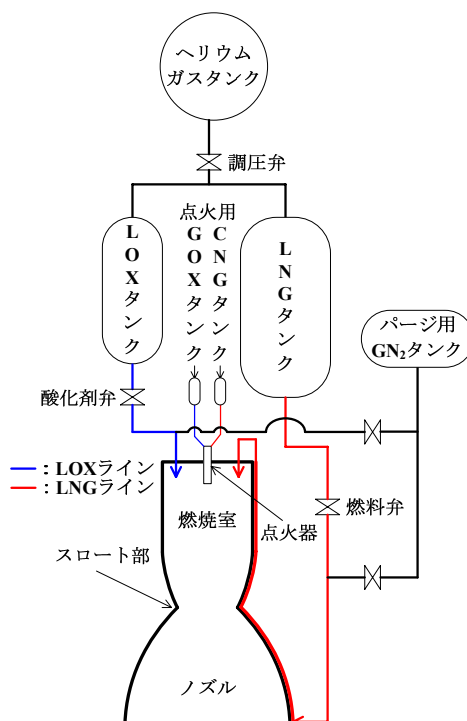 ヘリウム
ガスタンク
調圧弁
点火用
LOXタンク
GOXタンク
CNGタンク
LNGタンク
パージ用
GN₂タンク
酸化剤弁
: LOXライン
: LNGライン
燃料弁
燃焼室
点火器
スロート部
ノズル